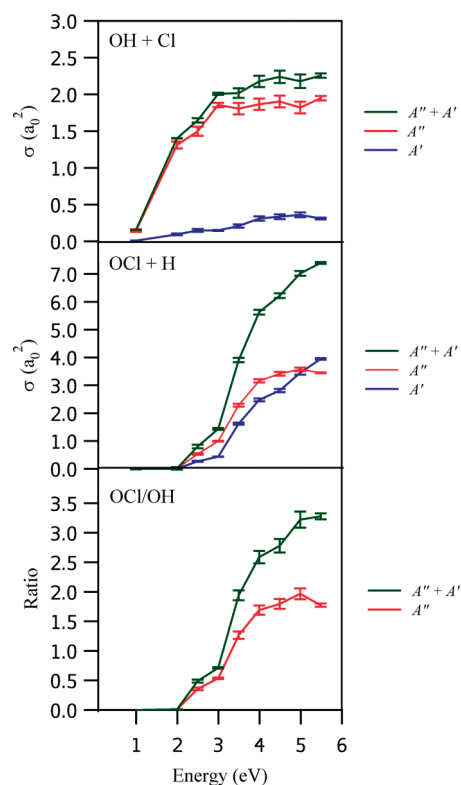 OH + Cl
3.0
2.5
2.0
1.5
1.0
0.5
0.0
σ (a₀²)
A″ + A′
A″
A′
OCl + H
7.0
6.0
5.0
4.0
3.0
2.0
1.0
0.0
σ (a₀²)
A″ + A′
A″
A′
OCl/OH
3.5
3.0
2.5
2.0
1.5
1.0
0.5
0.0
Ratio
A″ + A′
A″
1 2 3 4 5 6
Energy (eV)